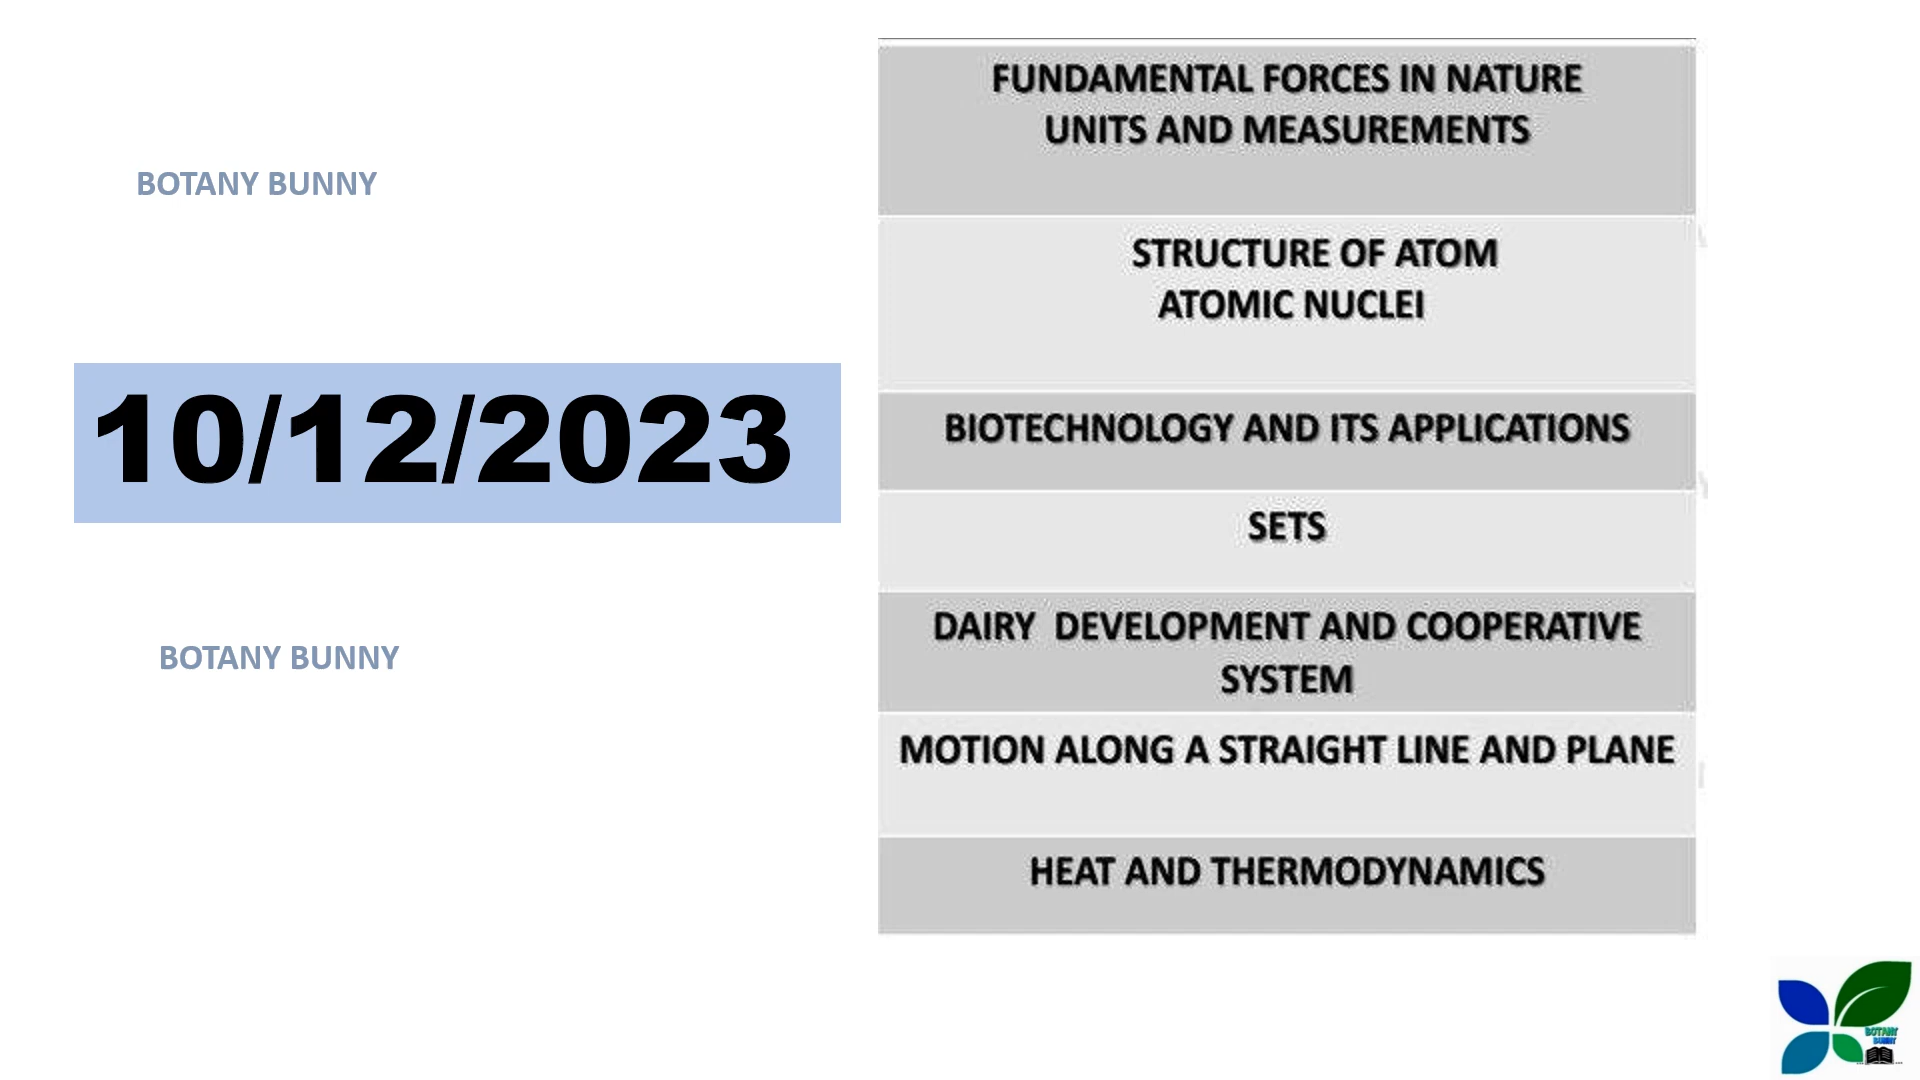 BOTANY BUNNY
10/12/2023
BOTANY BUNNY
FUNDAMENTAL FORCES IN NATURE
UNITS AND MEASUREMENTS
STRUCTURE OF ATOM
ATOMIC NUCLEI
BIOTECHNOLOGY AND ITS APPLICATIONS
SETS
DAIRY DEVELOPMENT AND COOPERATIVE
SYSTEM
MOTION ALONG A STRAIGHT LINE AND PLANE
HEAT AND THERMODYNAMICS
BOTANY
BUNNY